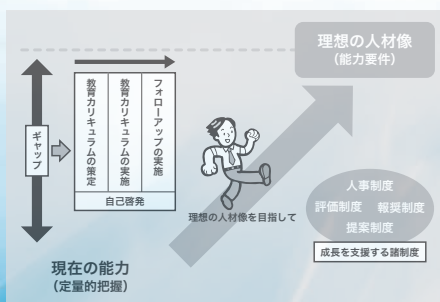 理想の人材像
（能力要件）
ギャップ
教育カリキュラムの策定
教育カリキュラムの実施
フォローアップの実施
自己啓発
理想の人材像を目指して
人事制度
評価制度　報奨制度
提案制度
成長を支援する諸制度
現在の能力
（定量的把握）